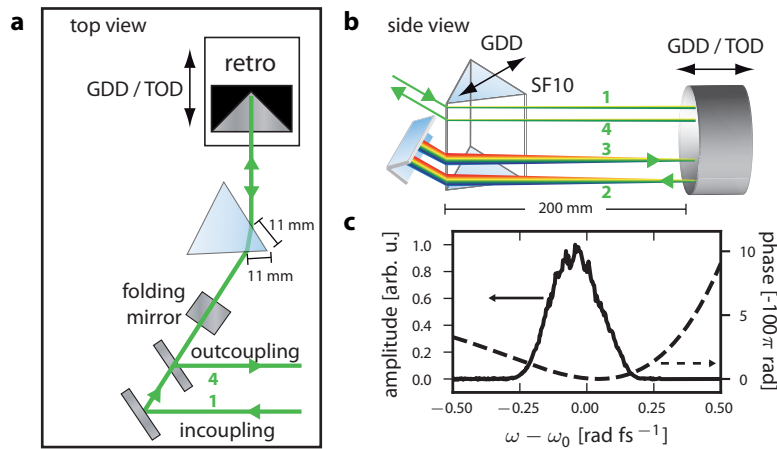 a
top view
retro
GDD / TOD
11 mm
11 mm
folding
mirror
outcoupling
4
1
incoupling
b
side view
GDD
GDD / TOD
SF10
1
4
3
2
200 mm
c
amplitude [arb. u.]
1.0
0.8
0.6
0.4
0.2
0.0
−0.50
−0.25
0.00
0.25
0.50
ω − ω₀ [rad fs⁻¹]
10
5
0
phase [-100π rad]